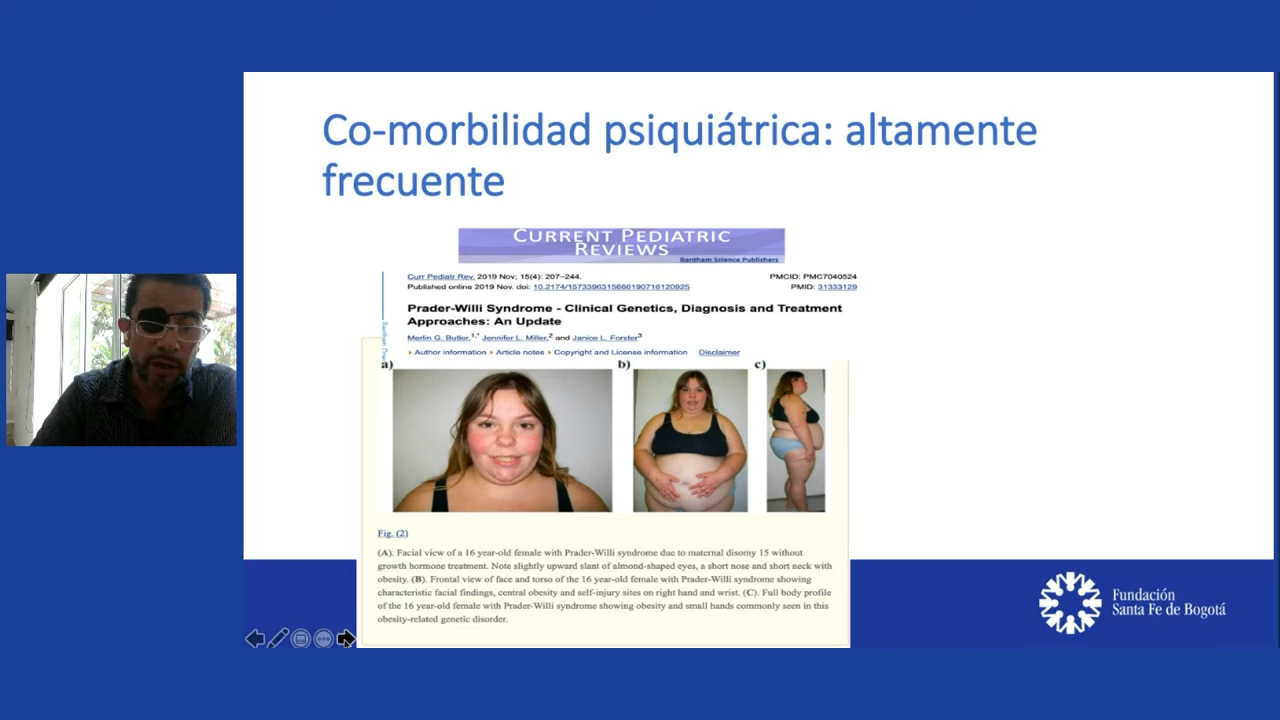 Co-morbilidad psiquiátrica: altamente
frecuente
CURRENT PEDIATRIC
REVIEWS
Bentham Science Publishers
Curr Pediatr Rev. 2019 Nov; 15(4): 207–244.
PMCID: PMC7040524
Published online 2019 Nov. doi: 10.2174/1573396315666190716120925
PMID: 31333129
Prader-Willi Syndrome - Clinical Genetics, Diagnosis and Treatment
Approaches: An Update
Merlin G. Butler,1,* Jennifer L. Miller,2 and Janice L. Forster3
Author information Article notes Copyright and License information Disclaimer
a)
b)
c)
Fig. (2)
(A). Facial view of a 16 year-old female with Prader-Willi syndrome due to maternal disomy 15 without
growth hormone treatment. Note slightly upward slant of almond-shaped eyes, a short nose and short neck with
obesity. (B). Frontal view of face and torso of the 16 year-old female with Prader-Willi syndrome showing
characteristic facial findings, central obesity and self-injury sites on right hand and wrist. (C). Full body profile
of the 16 year-old female with Prader-Willi syndrome showing obesity and small hands commonly seen in this
obesity-related genetic disorder.
Fundación
Santa Fe de Bogotá